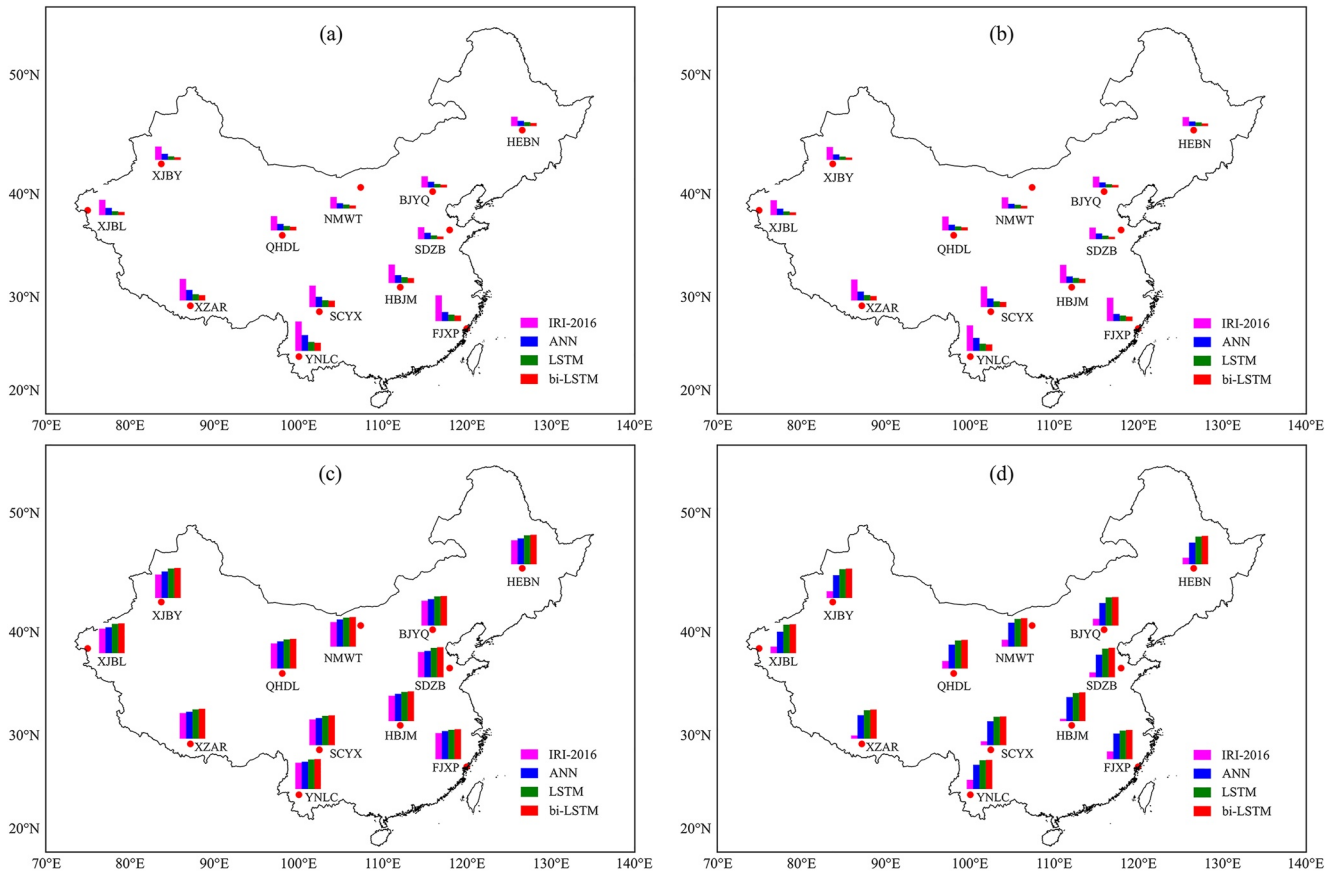 (a)
50°N
40°N
30°N
20°N
HEBN
XJBY
BJYQ
NMWT
XJBL
QHDL
SDZB
HBJM
XZAR
SCYX
FJXP
YNLC
IRI-2016
ANN
LSTM
bi-LSTM
70°E 80°E 90°E 100°E 110°E 120°E 130°E 140°E
(b)
HEBN
XJBY
BJYQ
NMWT
XJBL
QHDL
SDZB
HBJM
XZAR
SCYX
FJXP
YNLC
50°N
40°N
30°N
20°N
IRI-2016
ANN
LSTM
bi-LSTM
70°E 80°E 90°E 100°E 110°E 120°E 130°E 140°E
(c)
50°N
40°N
30°N
20°N
HEBN
XJBY
BJYQ
NMWT
XJBL
QHDL
SDZB
HBJM
XZAR
SCYX
FJXP
YNLC
IRI-2016
ANN
LSTM
bi-LSTM
70°E 80°E 90°E 100°E 110°E 120°E 130°E 140°E
(d)
50°N
40°N
30°N
20°N
HEBN
XJBY
BJYQ
NMWT
XJBL
QHDL
SDZB
HBJM
XZAR
SCYX
FJXP
YNLC
IRI-2016
ANN
LSTM
bi-LSTM
70°E 80°E 90°E 100°E 110°E 120°E 130°E 140°E